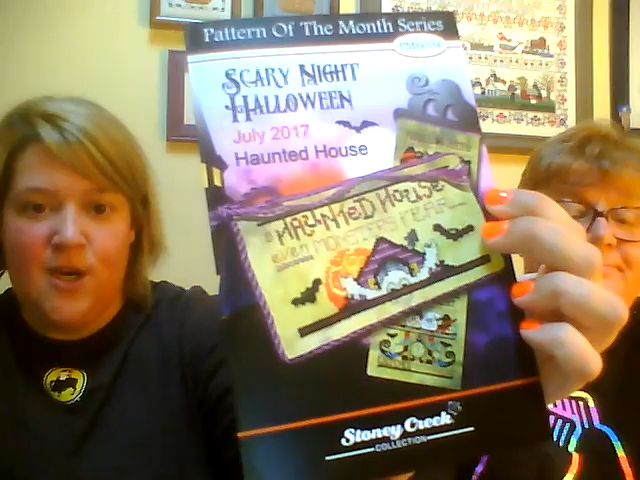 Pattern Of The Month Series
SCARY NIGHT
HALLOWEEN
July 2017
Haunted House
HAUNTED HOUSE
even MONSTERS FEAR
Stoney Creek
COLLECTION